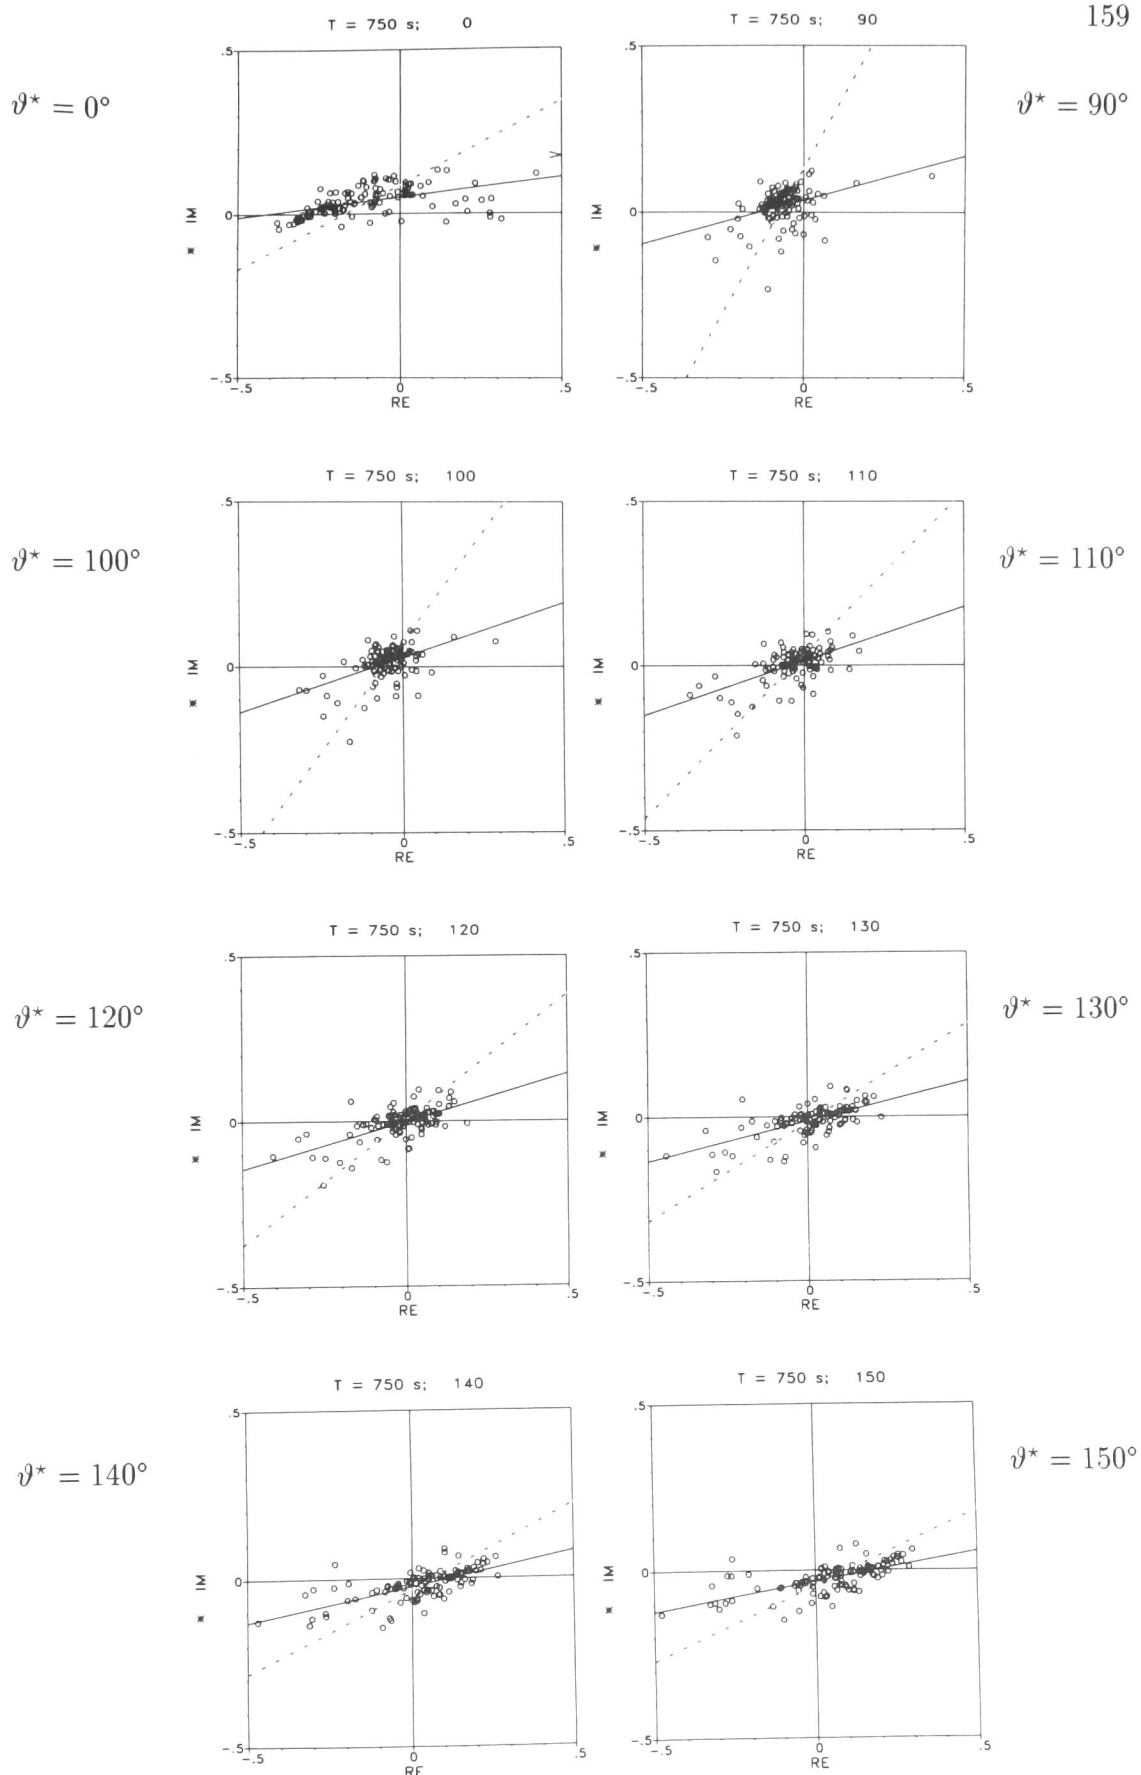 159
T = 750 s; 0
T = 750 s; 90
ϑ* = 0°
ϑ* = 90°
.5
.5
* IM
0
* IM
0
-.5
-.5
-.5 0 .5
-.5 0 .5
RE
RE
T = 750 s; 100
T = 750 s; 110
ϑ* = 100°
ϑ* = 110°
.5
.5
* IM
0
* IM
0
-.5
-.5
-.5 0 .5
-.5 0 .5
RE
RE
T = 750 s; 120
T = 750 s; 130
ϑ* = 120°
ϑ* = 130°
.5
.5
* IM
0
* IM
0
-.5
-.5
-.5 0 .5
-.5 0 .5
RE
RE
T = 750 s; 140
T = 750 s; 150
ϑ* = 140°
ϑ* = 150°
.5
.5
* IM
0
* IM
0
-.5
-.5
-.5 0 .5
-.5 0 .5
RE
RE